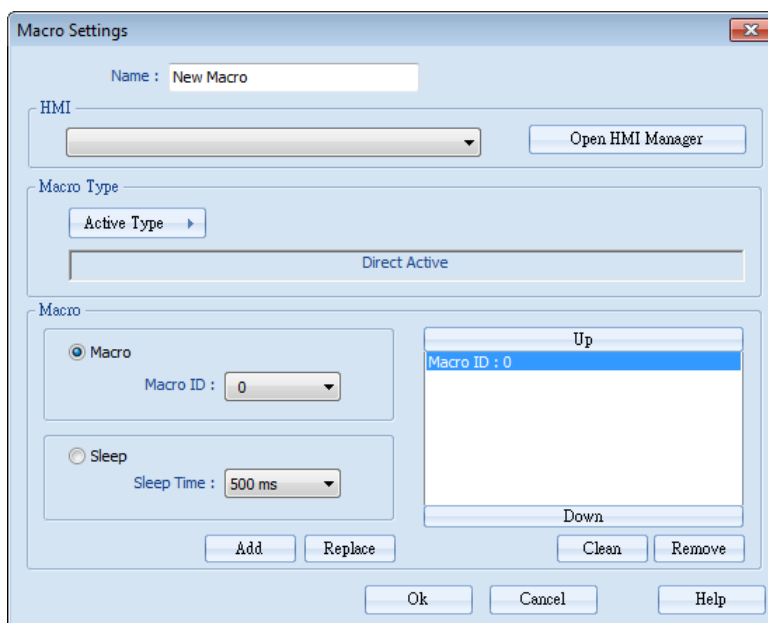 Macro Settings
Name : New Macro
HMI
Open HMI Manager
Macro Type
Active Type
Direct Active
Macro
Macro
Macro ID : 0
Sleep
Sleep Time : 500 ms
Up
Macro ID : 0
Down
Add Replace Clean Remove
Ok Cancel Help